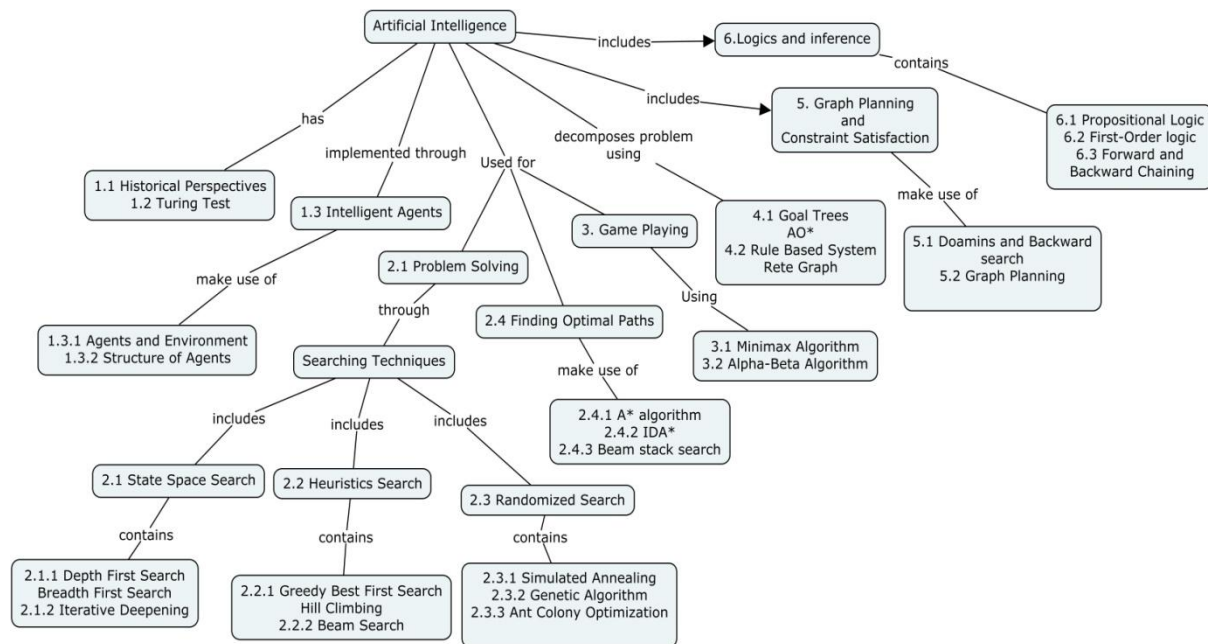 Artificial Intelligence
includes
6.Logics and inference
contains
6.1 Propositional Logic
6.2 First-Order logic
6.3 Forward and
Backward Chaining
includes
5. Graph Planning
and
Constraint Satisfaction
make use of
5.1 Doamins and Backward
search
5.2 Graph Planning
has
1.1 Historical Perspectives
1.2 Turing Test
implemented through
1.3 Intelligent Agents
make use of
1.3.1 Agents and Environment
1.3.2 Structure of Agents
Used for
2.1 Problem Solving
through
Searching Techniques
includes
2.1 State Space Search
contains
2.1.1 Depth First Search
Breadth First Search
2.1.2 Iterative Deepening
includes
2.2 Heuristics Search
contains
2.2.1 Greedy Best First Search
Hill Climbing
2.2.2 Beam Search
includes
2.3 Randomized Search
contains
2.3.1 Simulated Annealing
2.3.2 Genetic Algorithm
2.3.3 Ant Colony Optimization
2.4 Finding Optimal Paths
make use of
2.4.1 A* algorithm
2.4.2 IDA*
2.4.3 Beam stack search
3. Game Playing
Using
3.1 Minimax Algorithm
3.2 Alpha-Beta Algorithm
decomposes problem
using
4.1 Goal Trees
AO*
4.2 Rule Based System
Rete Graph